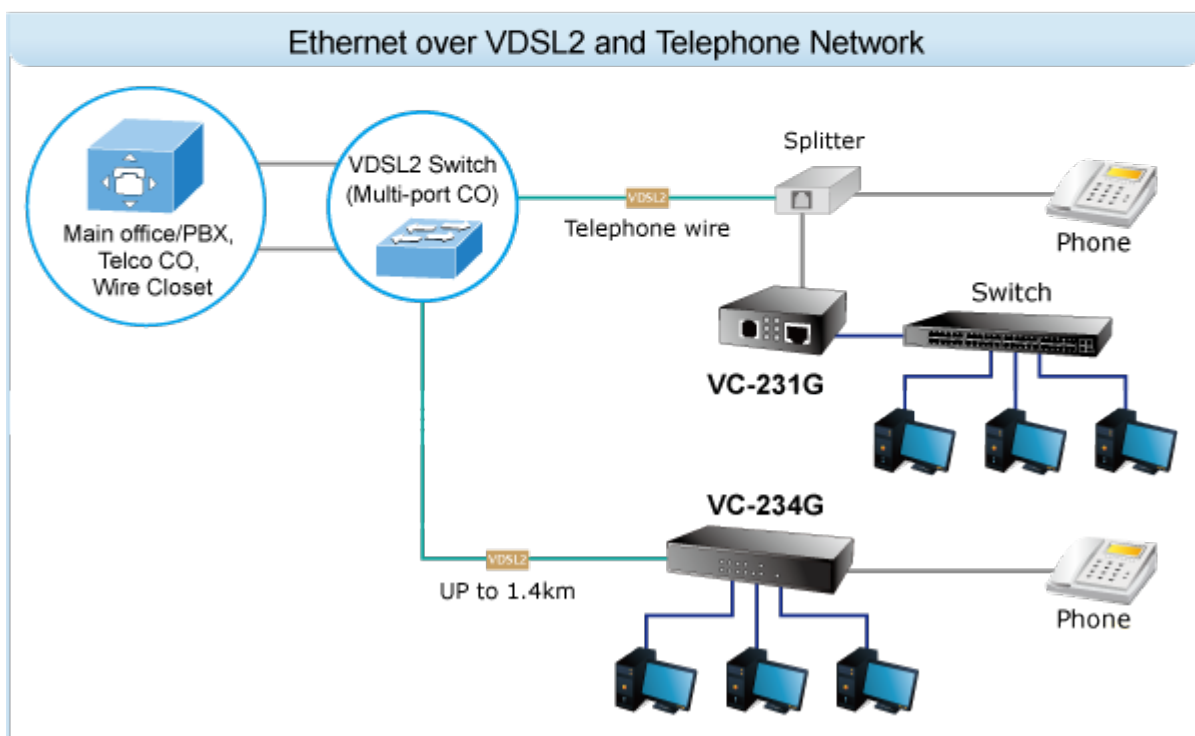 Ethernet over VDSL2 and Telephone Network
Main office/PBX,
Telco CO,
Wire Closet
VDSL2 Switch
(Multi-port CO)
VDSL2
Telephone wire
Splitter
Phone
VC-231G
Switch
VDSL2
UP to 1.4km
VC-234G
Phone